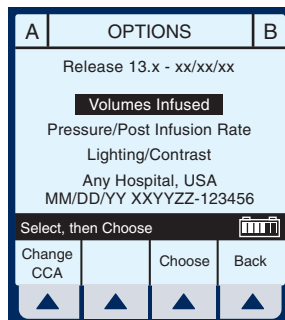 A OPTIONS B
Release 13.x - xx/xx/xx
Volumes Infused
Pressure/Post Infusion Rate
Lighting/Contrast
Any Hospital, USA
MM/DD/YY XXYYZZ-123456
Select, then Choose
Change CCA Choose Back